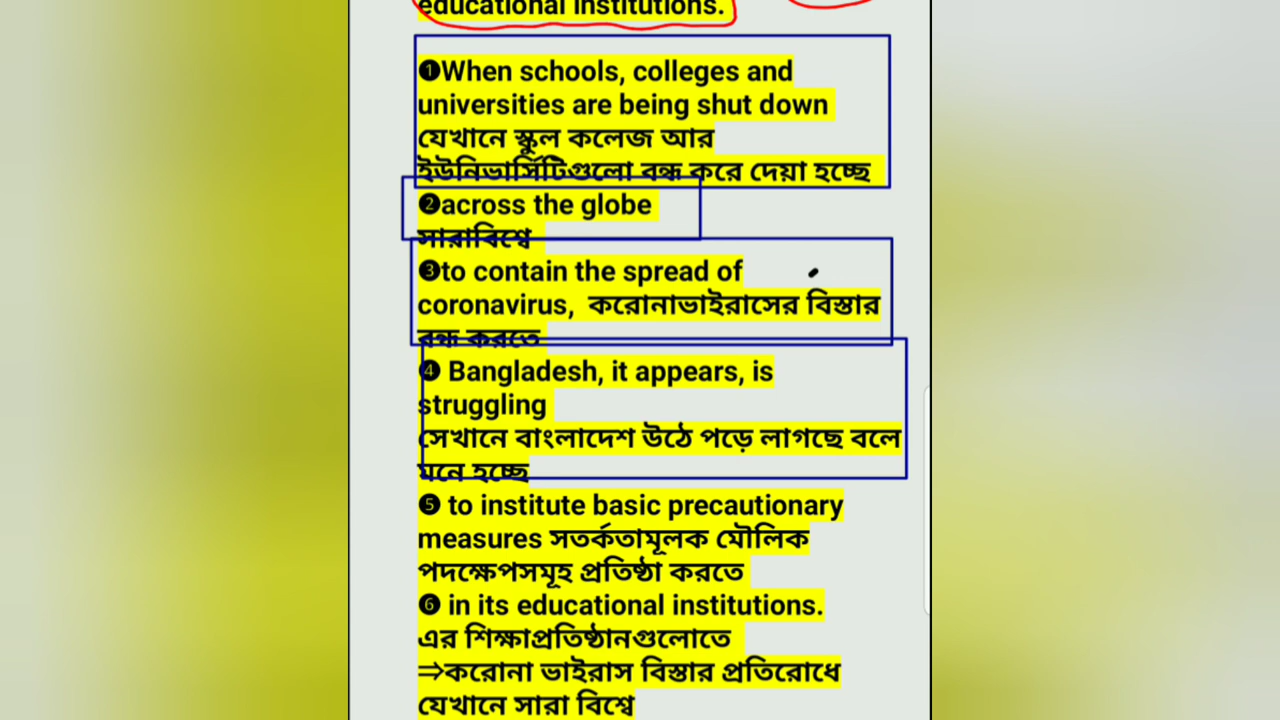 educational institutions.
❶When schools, colleges and
universities are being shut down
যেখানে স্কুল কলেজ আর
ইউনিভার্সিটিগুলো বন্ধ করে দেয়া হচ্ছে
❷across the globe
সারাবিশ্বে
❸to contain the spread of
coronavirus, করোনাভাইরাসের বিস্তার
বন্ধ করতে
❹ Bangladesh, it appears, is
struggling
সেখানে বাংলাদেশ উঠে পড়ে লাগছে বলে
মনে হচ্ছে
❺ to institute basic precautionary
measures সতর্কতামূলক মৌলিক
পদক্ষেপসমূহ প্রতিষ্ঠা করতে
❻ in its educational institutions.
এর শিক্ষাপ্রতিষ্ঠানগুলোতে
⇒করোনা ভাইরাস বিস্তার প্রতিরোধে
যেখানে সারা বিশ্বে